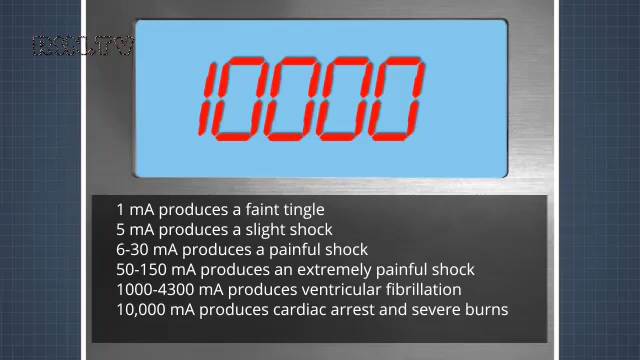 10000
1 mA produces a faint tingle
5 mA produces a slight shock
6-30 mA produces a painful shock
50-150 mA produces an extremely painful shock
1000-4300 mA produces ventricular fibrillation
10,000 mA produces cardiac arrest and severe burns